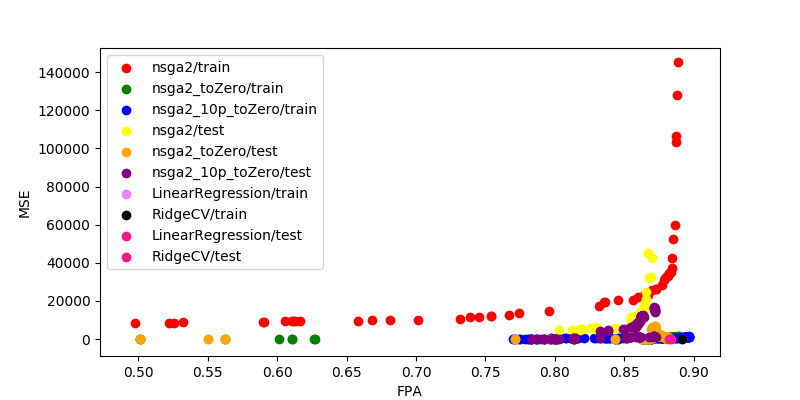 140000
120000
100000
80000
60000
40000
20000
0
MSE
nsga2/train
nsga2_toZero/train
nsga2_10p_toZero/train
nsga2/test
nsga2_toZero/test
nsga2_10p_toZero/test
LinearRegression/train
RidgeCV/train
LinearRegression/test
RidgeCV/test
0.50 0.55 0.60 0.65 0.70 0.75 0.80 0.85 0.90
FPA